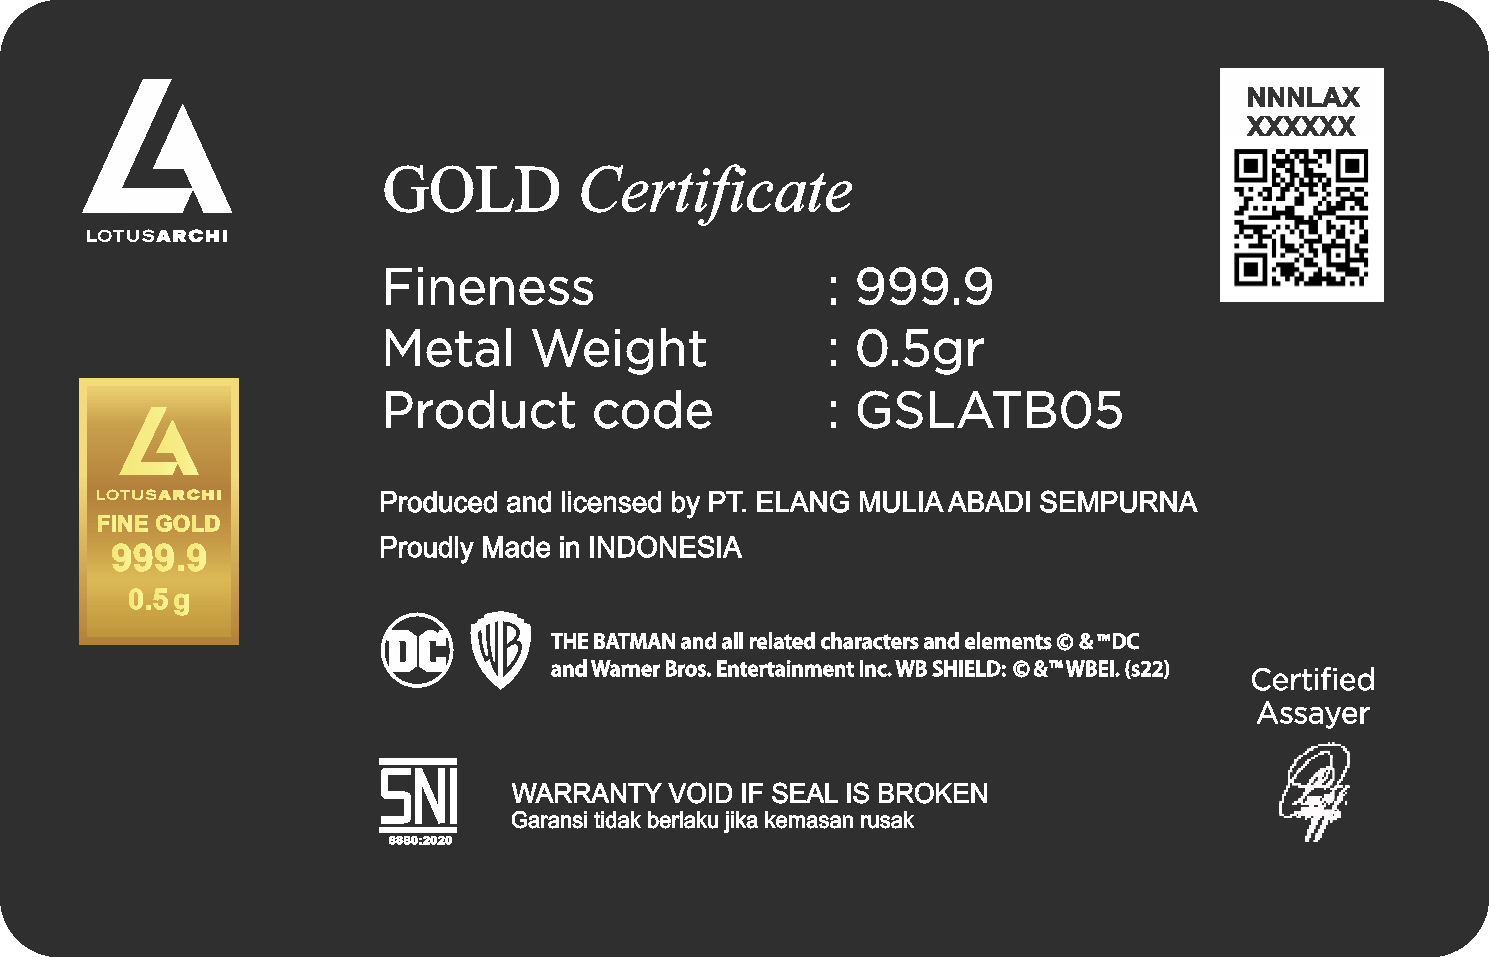 LOTUSARCHI
NNNLAX
XXXXXX
GOLD Certificate
Fineness : 999.9
Metal Weight : 0.5gr
Product code : GSLATB05
LOTUSARCHI
FINE GOLD
999.9
0.5 g
Produced and licensed by PT. ELANG MULIA ABADI SEMPURNA
Proudly Made in INDONESIA
DC WB THE BATMAN and all related characters and elements © & ™ DC
and Warner Bros. Entertainment Inc. WB SHIELD: © & ™ WBEI. (s22)
Certified
Assayer
SNI
8880:2020
WARRANTY VOID IF SEAL IS BROKEN
Garansi tidak berlaku jika kemasan rusak